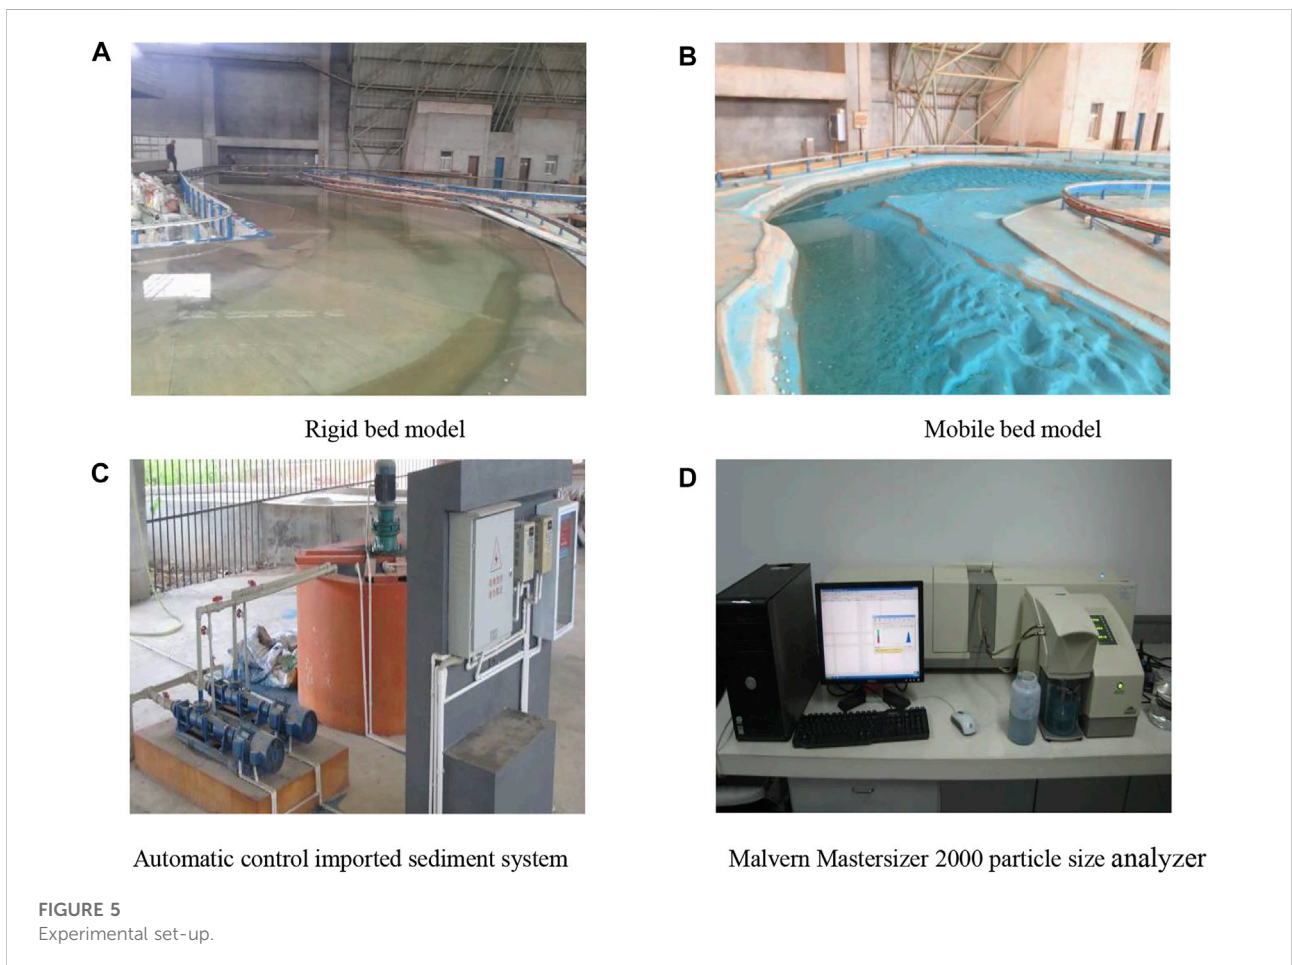 A
B
Rigid bed model
Mobile bed model
C
D
Automatic control imported sediment system
Malvern Mastersizer 2000 particle size analyzer
FIGURE 5
Experimental set-up.